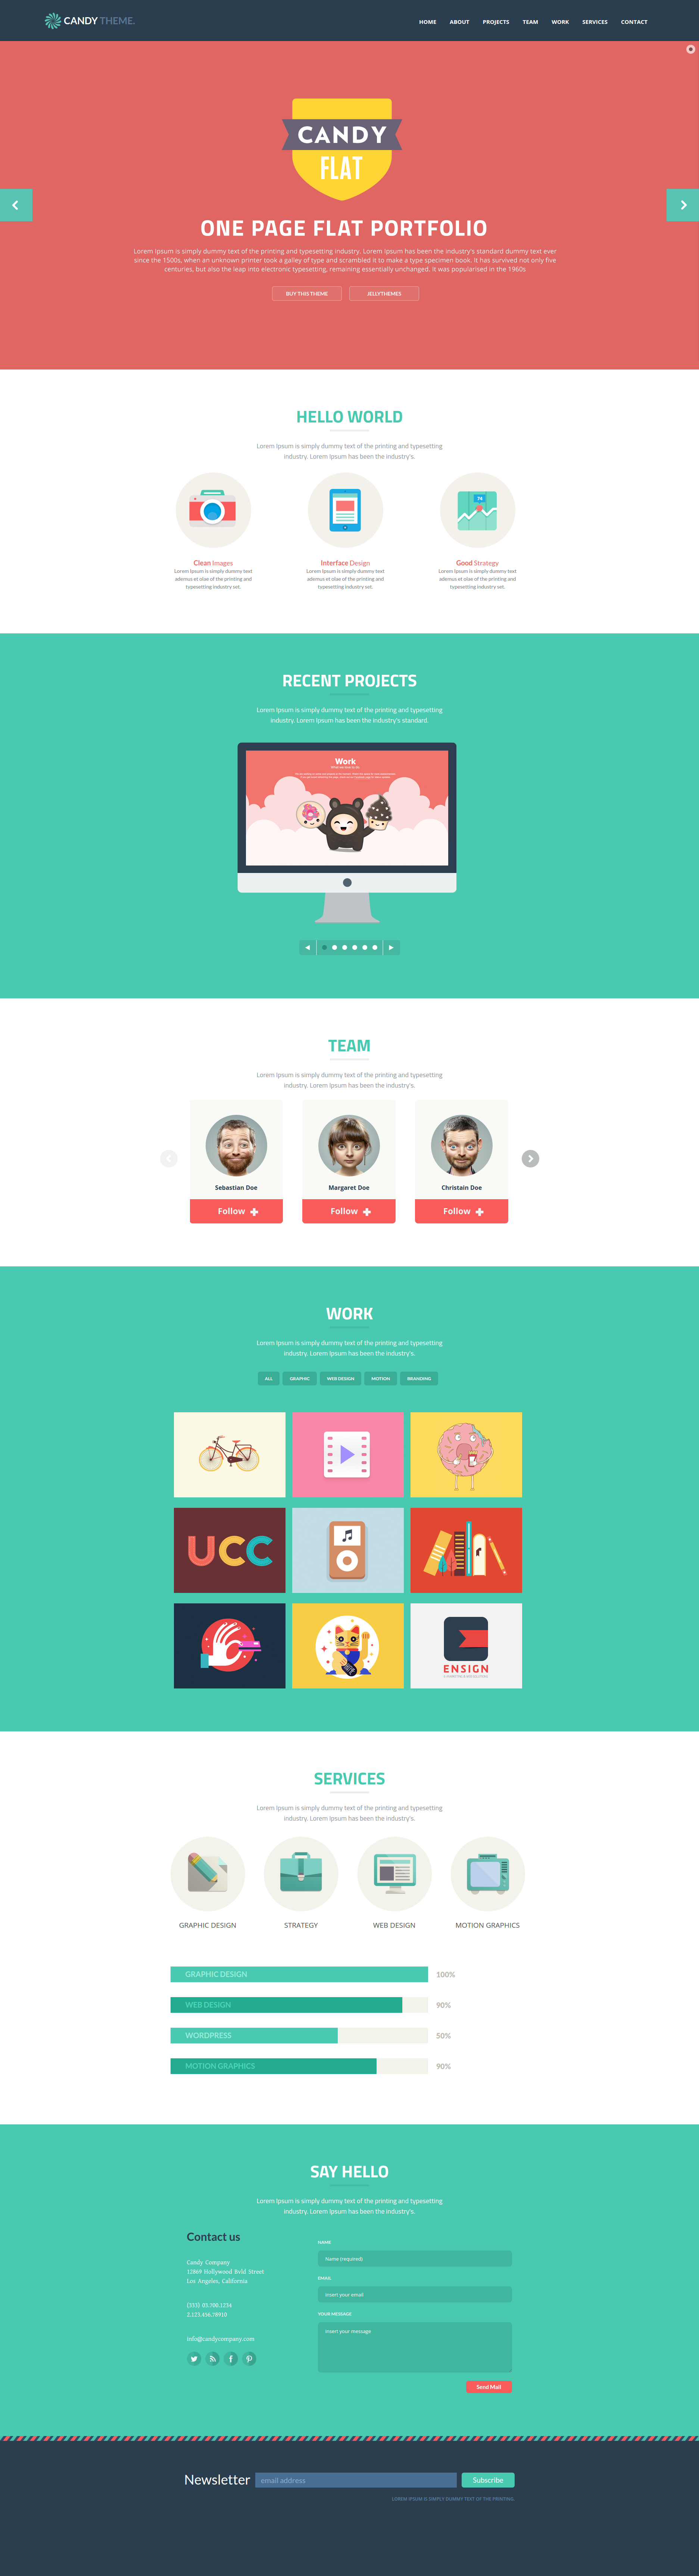 CANDY THEME.
HOME ABOUT PROJECTS TEAM WORK SERVICES CONTACT
CANDY
FLAT
ONE PAGE FLAT PORTFOLIO
Lorem Ipsum is simply dummy text of the printing and typesetting industry. Lorem Ipsum has been the industry's standard dummy text ever
since the 1500s, when an unknown printer took a galley of type and scrambled it to make a type specimen book. It has survived not only five
centuries, but also the leap into electronic typesetting, remaining essentially unchanged. It was popularised in the 1960s
BUY THIS THEME JELLYTHEMES
HELLO WORLD
Lorem Ipsum is simply dummy text of the printing and typesetting
industry. Lorem Ipsum has been the industry's.
74
Clean Images
Lorem Ipsum is simply dummy text
ademus et olae of the printing and
typesetting industry set.
Interface Design
Lorem Ipsum is simply dummy text
ademus et olae of the printing and
typesetting industry set.
Good Strategy
Lorem Ipsum is simply dummy text
ademus et olae of the printing and
typesetting industry set.
RECENT PROJECTS
Lorem Ipsum is simply dummy text of the printing and typesetting
industry. Lorem Ipsum has been the industry's standard.
Work
TEAM
Lorem Ipsum is simply dummy text of the printing and typesetting
industry. Lorem Ipsum has been the industry's.
Sebastian Doe Margaret Doe Christain Doe
Follow Follow Follow
WORK
Lorem Ipsum is simply dummy text of the printing and typesetting
industry. Lorem Ipsum has been the industry's.
ALL GRAPHIC WEB DESIGN MOTION BRANDING
UCC
ENSIGN
SERVICES
Lorem Ipsum is simply dummy text of the printing and typesetting
industry. Lorem Ipsum has been the industry's.
GRAPHIC DESIGN STRATEGY WEB DESIGN MOTION GRAPHICS
GRAPHIC DESIGN 100%
WEB DESIGN 90%
WORDPRESS 50%
MOTION GRAPHICS 90%
SAY HELLO
Lorem Ipsum is simply dummy text of the printing and typesetting
industry. Lorem Ipsum has been the industry's.
Contact us
Candy Company
12869 Hollywood Bvld Street
Los Angeles, California
(333) 03.700.1234
2.123.456.78910
info@candycompany.com
NAME
Name (required)
EMAIL
Insert your email
YOUR MESSAGE
Insert your message
Send Mail
Newsletter email address Subscribe
LOREM IPSUM IS SIMPLY DUMMY TEXT OF THE PRINTING.